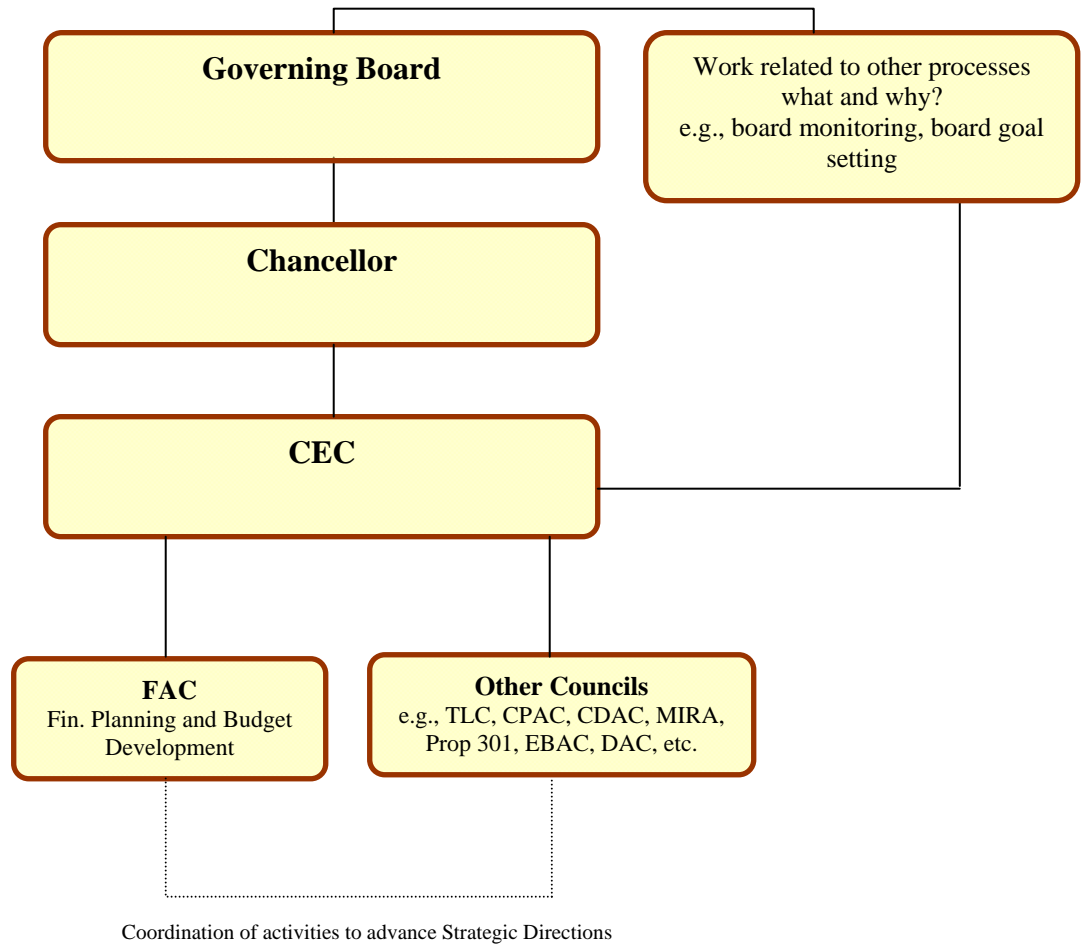 Governing Board
Work related to other processes
what and why?
e.g., board monitoring, board goal
setting
Chancellor
CEC
FAC
Fin. Planning and Budget
Development
Other Councils
e.g., TLC, CPAC, CDAC, MIRA,
Prop 301, EBAC, DAC, etc.
Coordination of activities to advance Strategic Directions